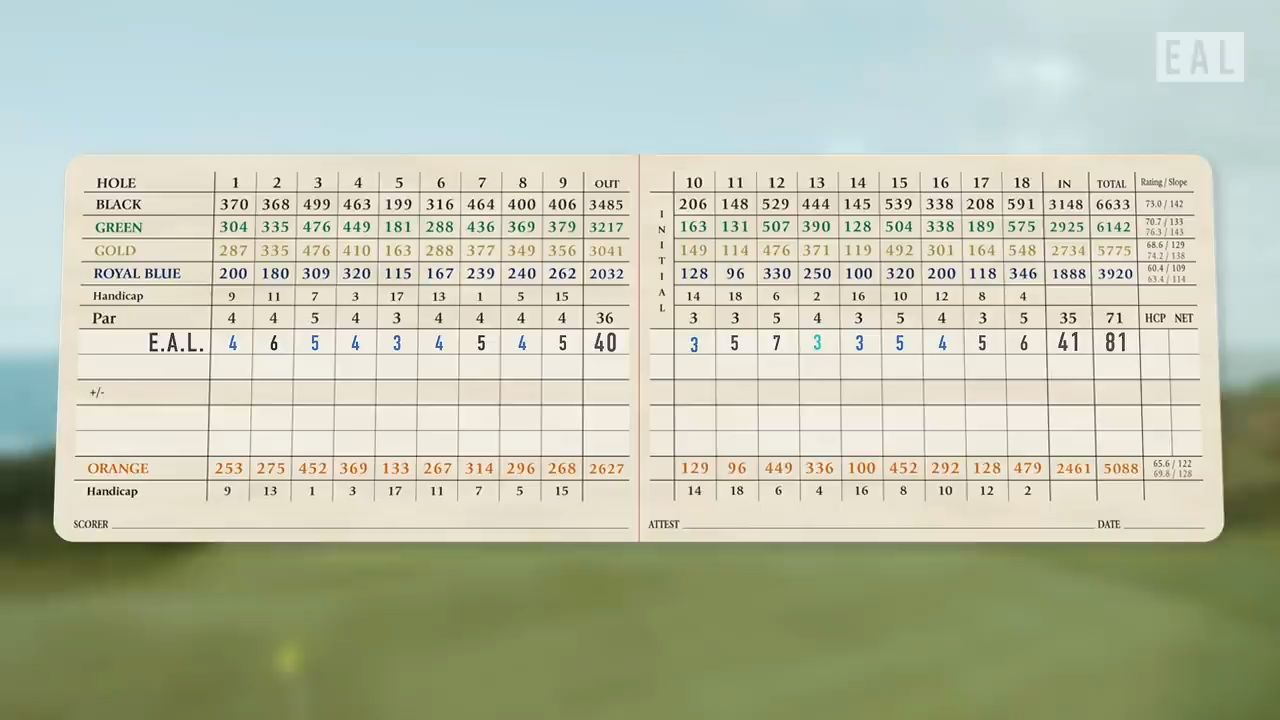 EAL
HOLE 1 2 3 4 5 6 7 8 9 OUT 10 11 12 13 14 15 16 17 18 IN TOTAL Rating / Slope
BLACK 370 368 499 463 199 316 464 400 406 3485 206 148 529 444 145 539 338 208 591 3148 6633 73.0 / 142
GREEN 304 335 476 449 181 288 436 369 379 3217 163 131 507 390 128 504 338 189 575 2925 6142 70.7 / 133 76.3 / 143
GOLD 287 335 476 410 163 288 377 349 356 3041 149 114 476 371 119 492 301 164 548 2734 5775 68.6 / 129 74.2 / 138
ROYAL BLUE 200 180 309 320 115 167 239 240 262 2032 128 96 330 250 100 320 200 118 346 1888 3920 60.4 / 109 63.4 / 114
INITIAL
Handicap 9 11 7 3 17 13 1 5 15 14 18 6 2 16 10 12 8 4
Par 4 4 5 4 3 4 4 4 4 36 3 3 5 4 3 5 4 3 5 35 71 HCP NET
E.A.L. 4 6 5 4 3 4 5 4 5 40 3 5 7 3 3 5 4 5 6 41 81
+/-
ORANGE 253 275 452 369 133 267 314 296 268 2627 129 96 449 336 100 452 292 128 479 2461 5088 65.6 / 122 69.8 / 128
Handicap 9 13 1 3 17 11 7 5 15 14 18 6 4 16 8 10 12 2
SCORER ATTEST DATE